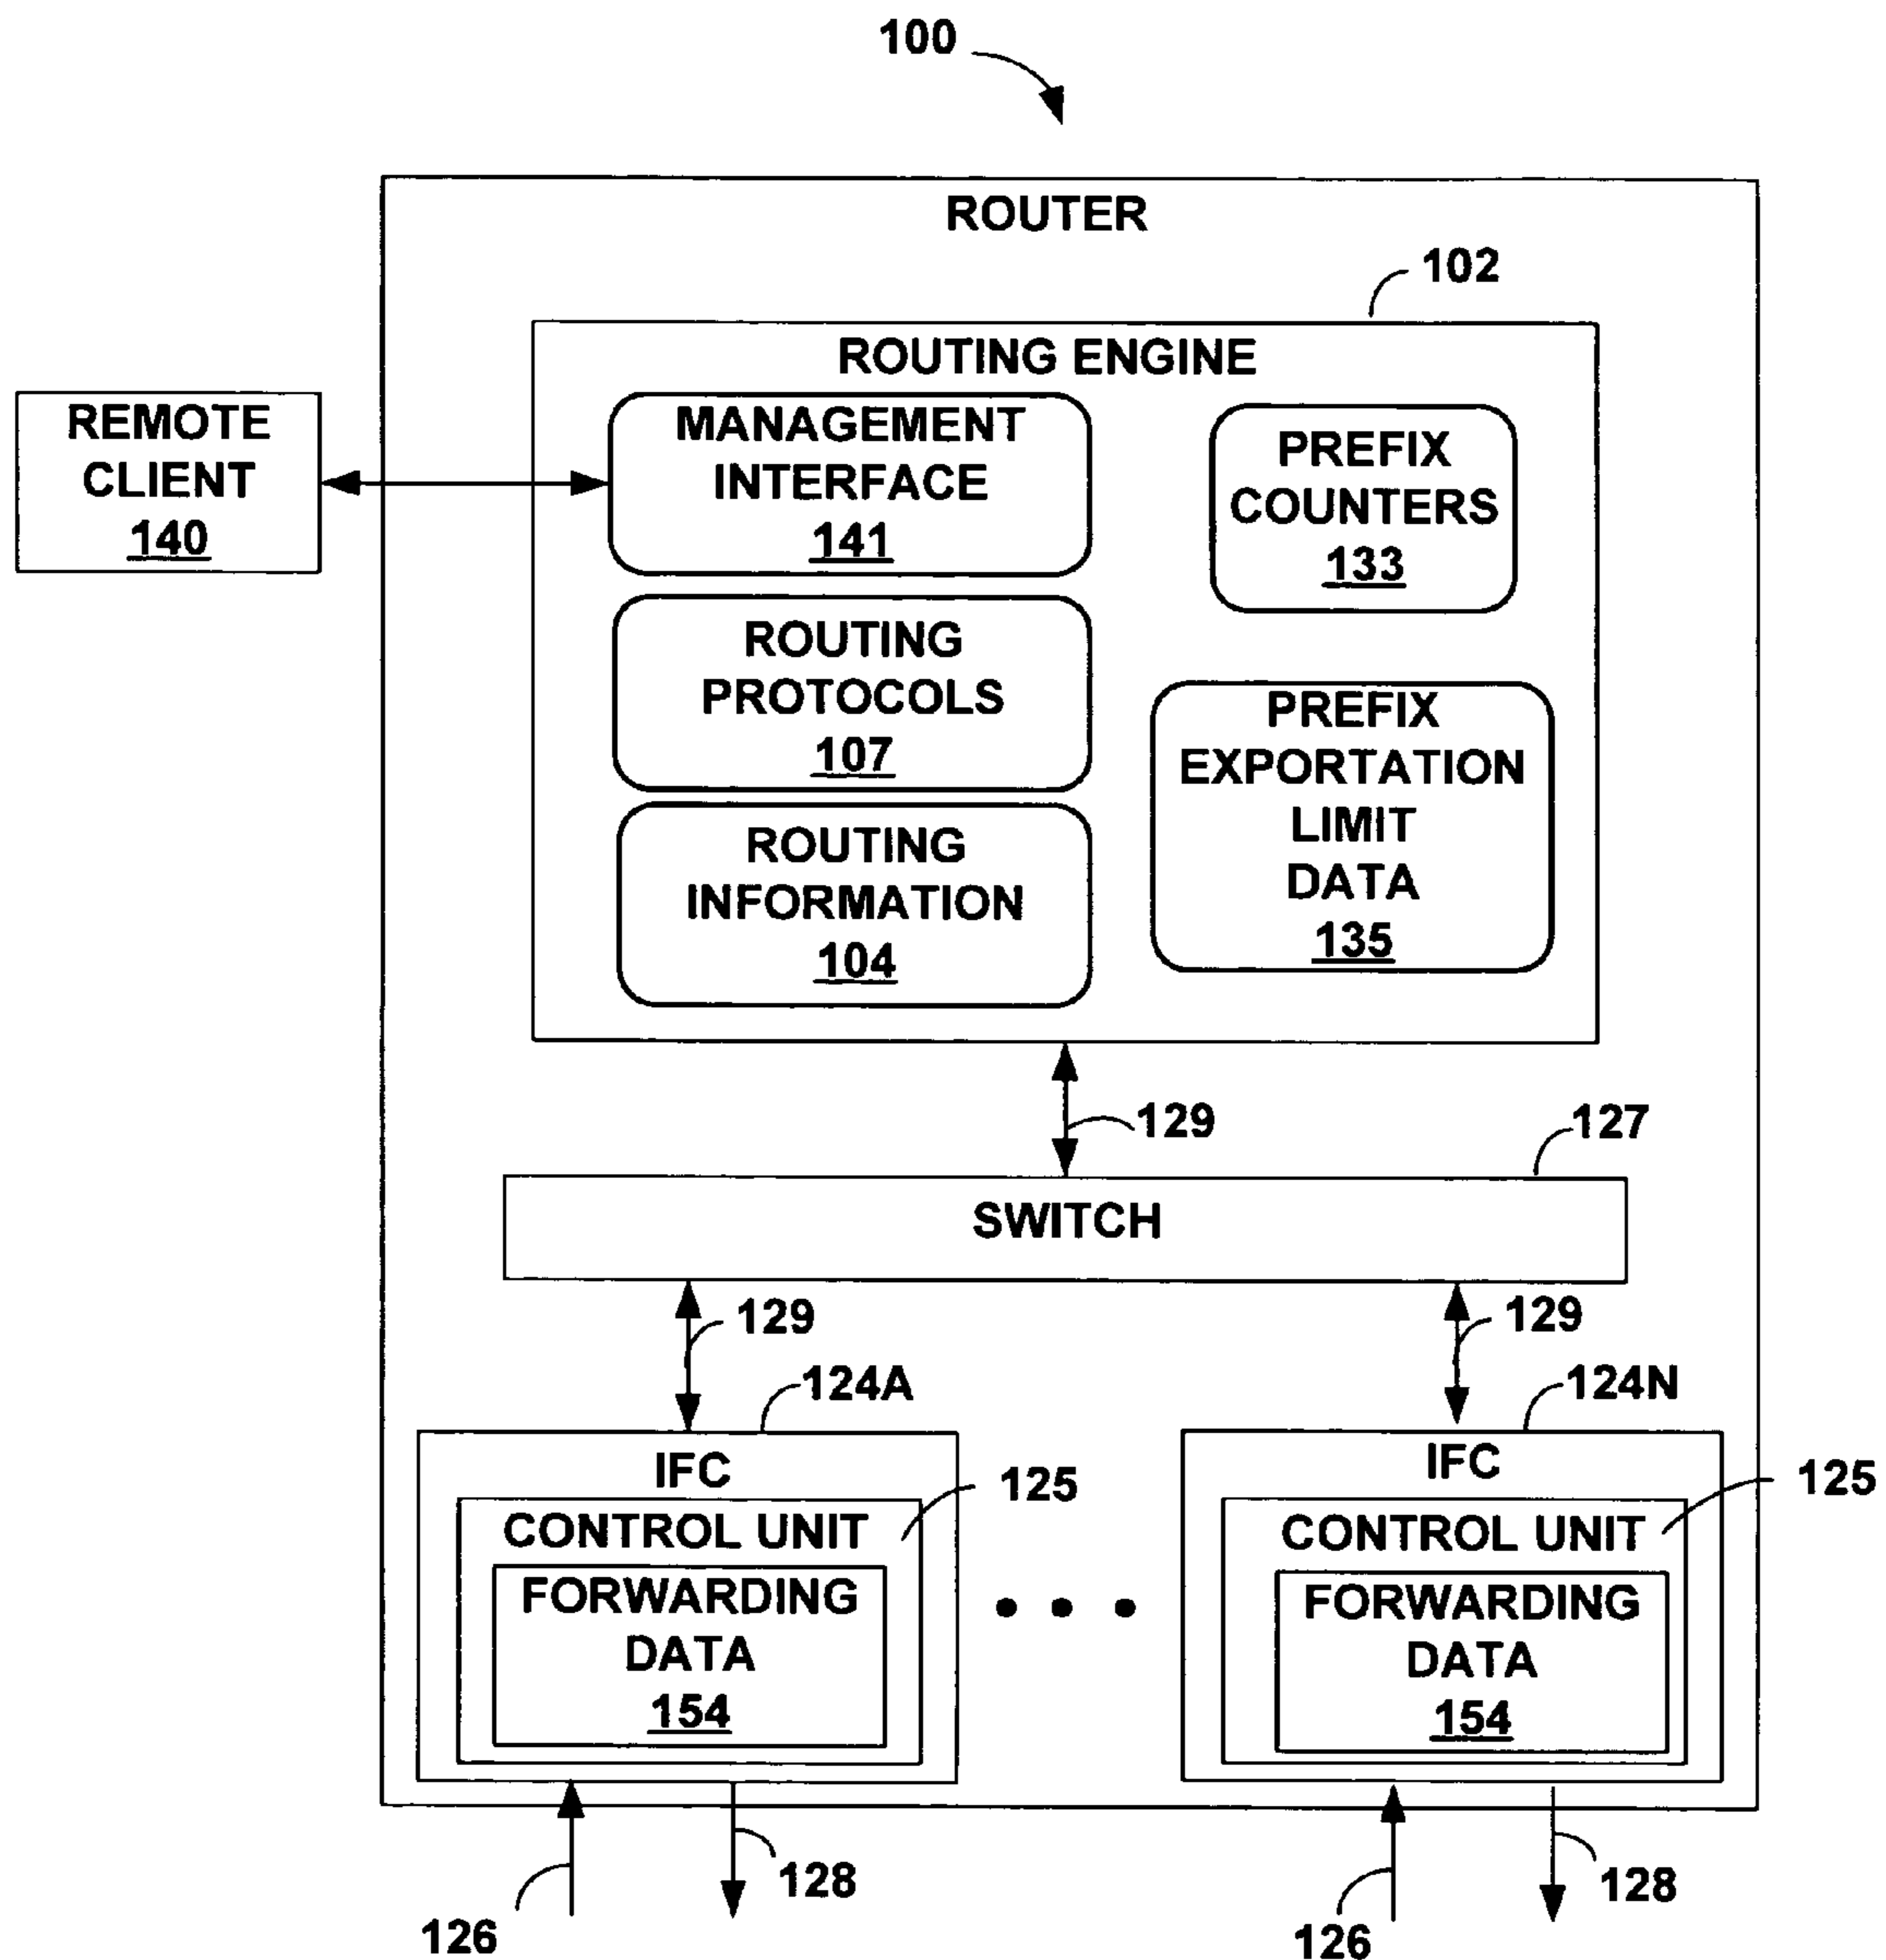 100
ROUTER
102
ROUTING ENGINE
REMOTE
CLIENT
140
MANAGEMENT
INTERFACE
141
PREFIX
COUNTERS
133
ROUTING
PROTOCOLS
107
PREFIX
EXPORTATION
LIMIT
DATA
135
ROUTING
INFORMATION
104
129
127
SWITCH
129
129
124A
124N
IFC
125
CONTROL UNIT
FORWARDING
DATA
154
IFC
125
CONTROL UNIT
FORWARDING
DATA
154
126
128
126
128